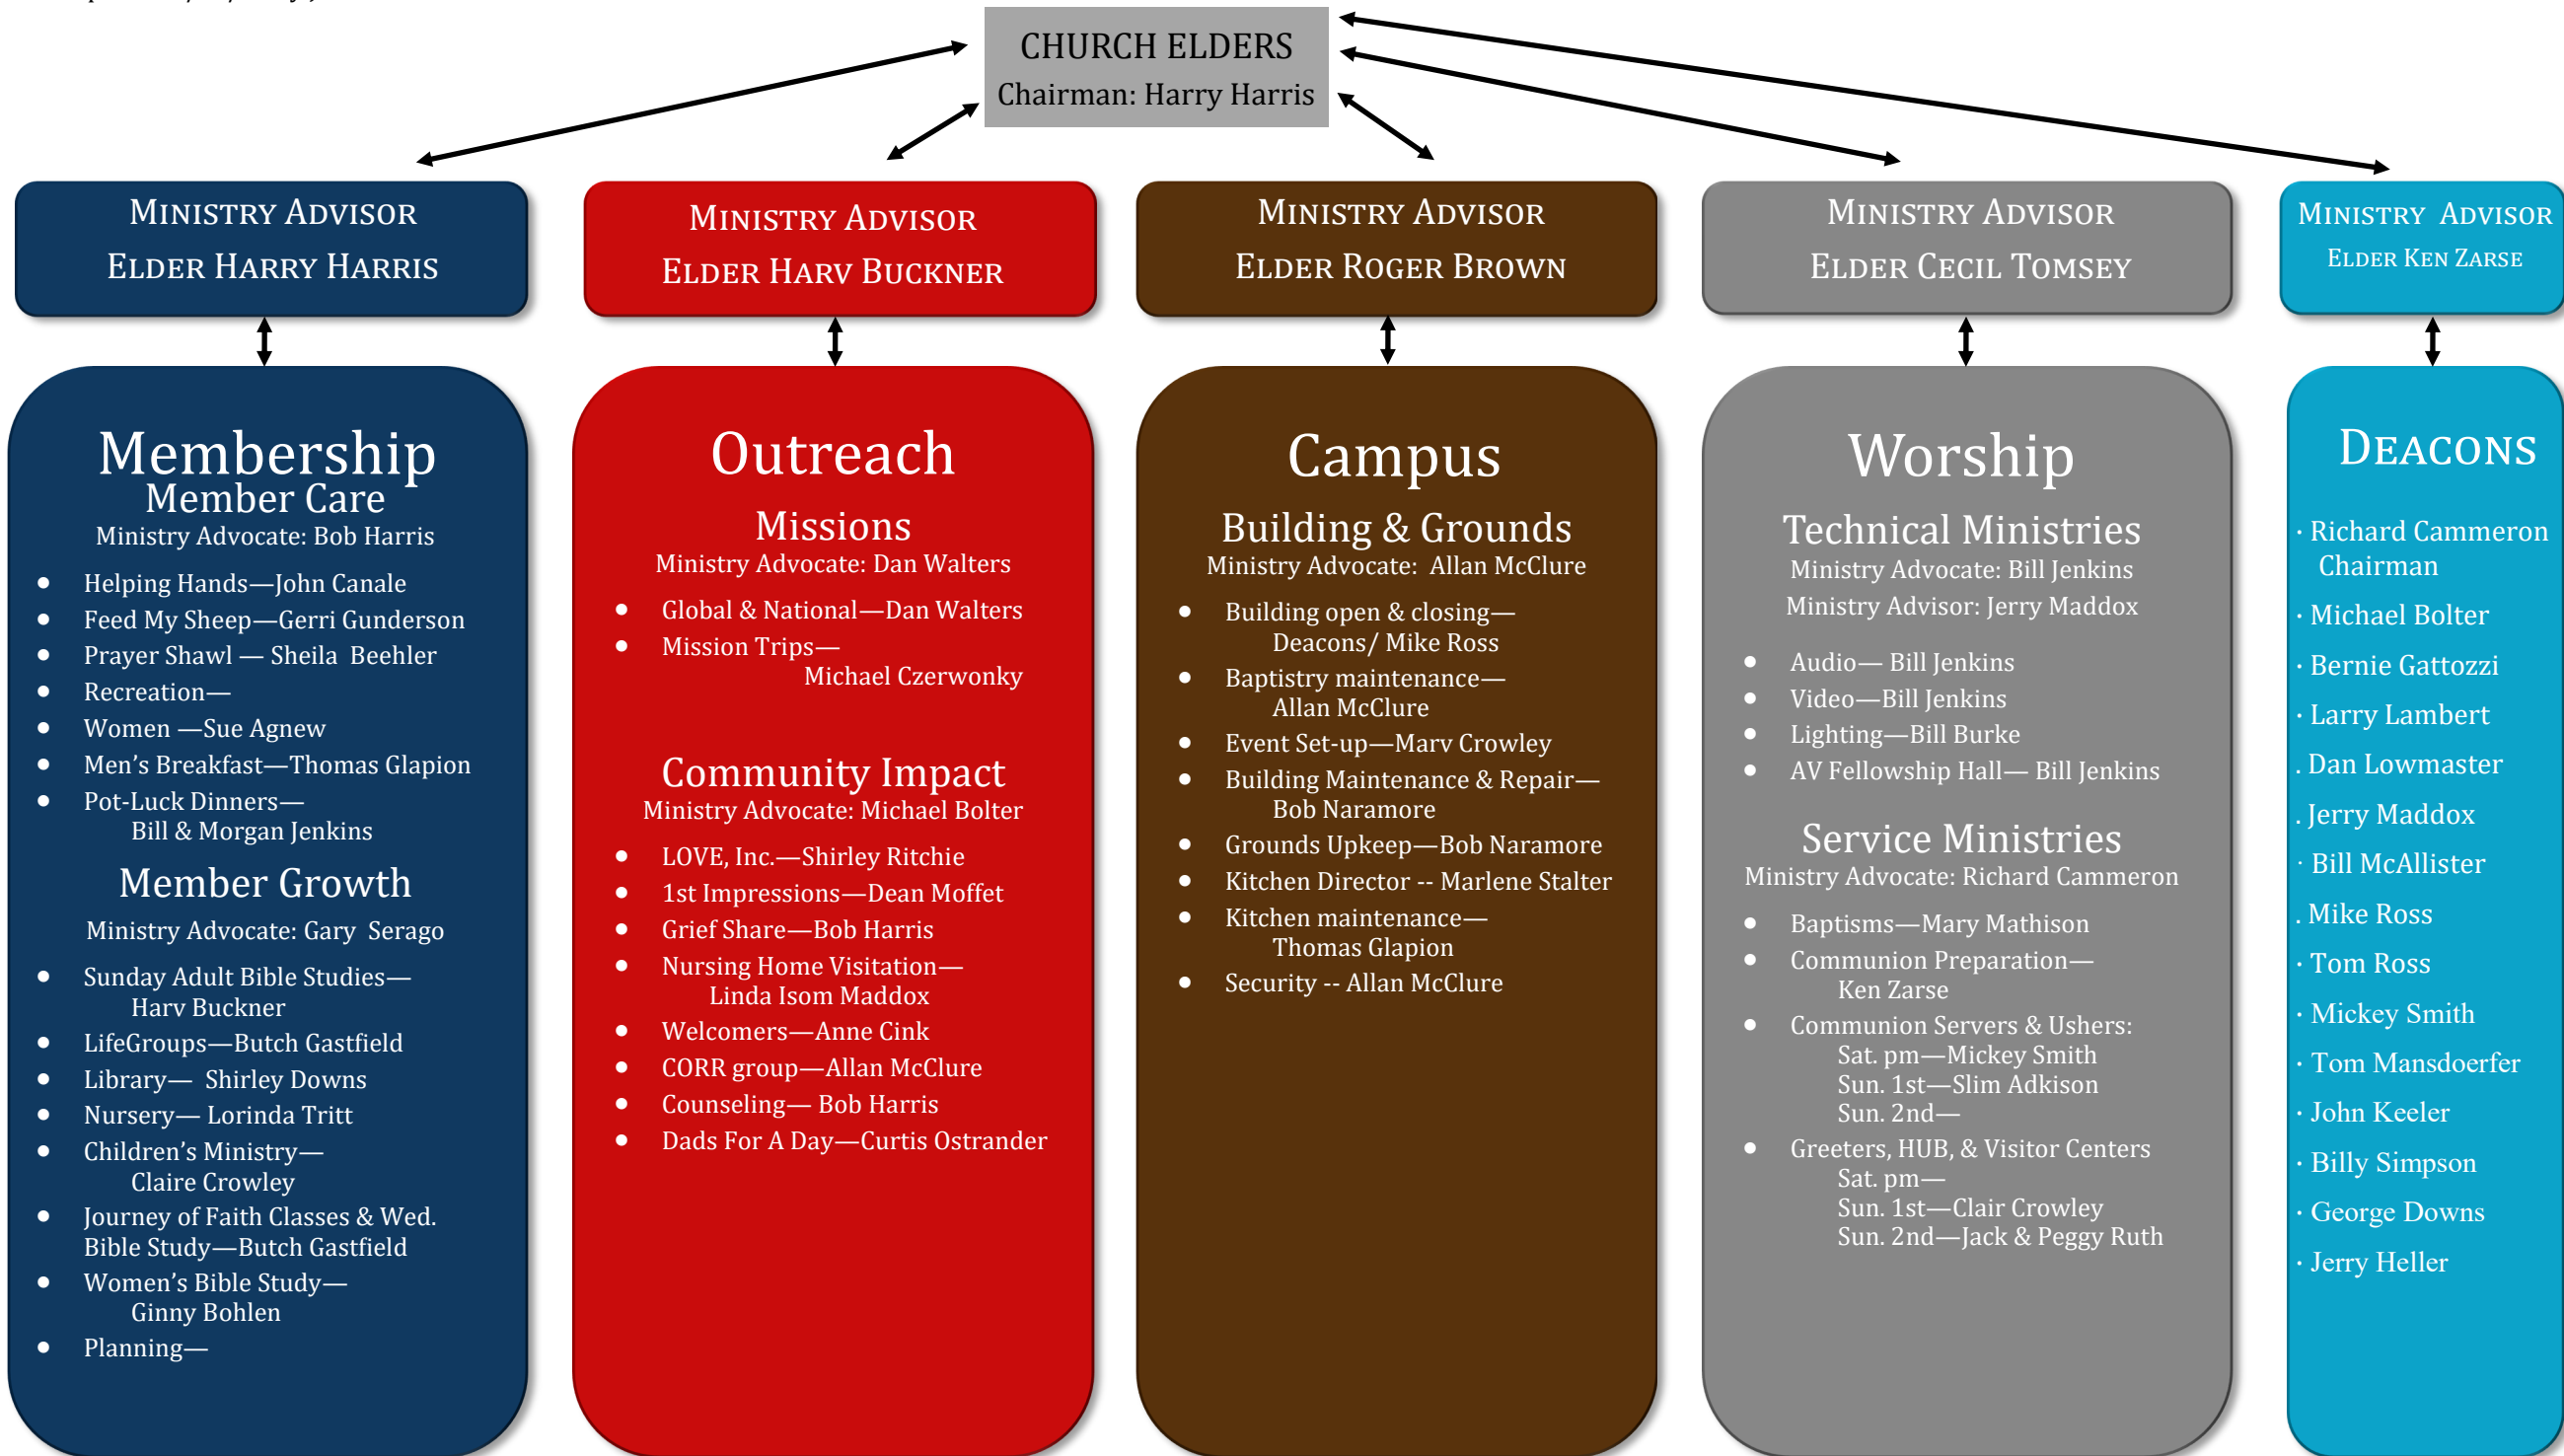 CHURCH ELDERS
Chairman: Harry Harris
MINISTRY ADVISOR
ELDER HARRY HARRIS
MINISTRY ADVISOR
ELDER HARV BUCKNER
MINISTRY ADVISOR
ELDER ROGER BROWN
MINISTRY ADVISOR
ELDER CECIL TOMSEY
MINISTRY ADVISOR
ELDER KEN ZARSE
Membership
Member Care
Ministry Advocate: Bob Harris
• Helping Hands—John Canale
• Feed My Sheep—Gerri Gunderson
• Prayer Shawl — Sheila Beehler
• Recreation—
• Women —Sue Agnew
• Men’s Breakfast—Thomas Glapion
• Pot-Luck Dinners—
Bill & Morgan Jenkins
Member Growth
Ministry Advocate: Gary Serago
• Sunday Adult Bible Studies—
Harv Buckner
• LifeGroups—Butch Gastfield
• Library— Shirley Downs
• Nursery— Lorinda Tritt
• Children’s Ministry—
Claire Crowley
• Journey of Faith Classes & Wed.
Bible Study—Butch Gastfield
• Women’s Bible Study—
Ginny Bohlen
• Planning—
Outreach
Missions
Ministry Advocate: Dan Walters
• Global & National—Dan Walters
• Mission Trips—
Michael Czerwonky
Community Impact
Ministry Advocate: Michael Bolter
• LOVE, Inc.—Shirley Ritchie
• 1st Impressions—Dean Moffet
• Grief Share—Bob Harris
• Nursing Home Visitation—
Linda Isom Maddox
• Welcomers—Anne Cink
• CORR group—Allan McClure
• Counseling— Bob Harris
• Dads For A Day—Curtis Ostrander
Campus
Building & Grounds
Ministry Advocate: Allan McClure
• Building open & closing—
Deacons/ Mike Ross
• Baptistry maintenance—
Allan McClure
• Event Set-up—Marv Crowley
• Building Maintenance & Repair—
Bob Naramore
• Grounds Upkeep—Bob Naramore
• Kitchen Director -- Marlene Stalter
• Kitchen maintenance—
Thomas Glapion
• Security -- Allan McClure
Worship
Technical Ministries
Ministry Advocate: Bill Jenkins
Ministry Advisor: Jerry Maddox
• Audio— Bill Jenkins
• Video—Bill Jenkins
• Lighting—Bill Burke
• AV Fellowship Hall— Bill Jenkins
Service Ministries
Ministry Advocate: Richard Cammeron
• Baptisms—Mary Mathison
• Communion Preparation—
Ken Zarse
• Communion Servers & Ushers:
Sat. pm—Mickey Smith
Sun. 1st—Slim Adkison
Sun. 2nd—
• Greeters, HUB, & Visitor Centers
Sat. pm—
Sun. 1st—Clair Crowley
Sun. 2nd—Jack & Peggy Ruth
DEACONS
· Richard Cammeron
Chairman
· Michael Bolter
· Bernie Gattozzi
· Larry Lambert
. Dan Lowmaster
. Jerry Maddox
· Bill McAllister
. Mike Ross
· Tom Ross
· Mickey Smith
· Tom Mansdoerfer
· John Keeler
· Billy Simpson
· George Downs
· Jerry Heller